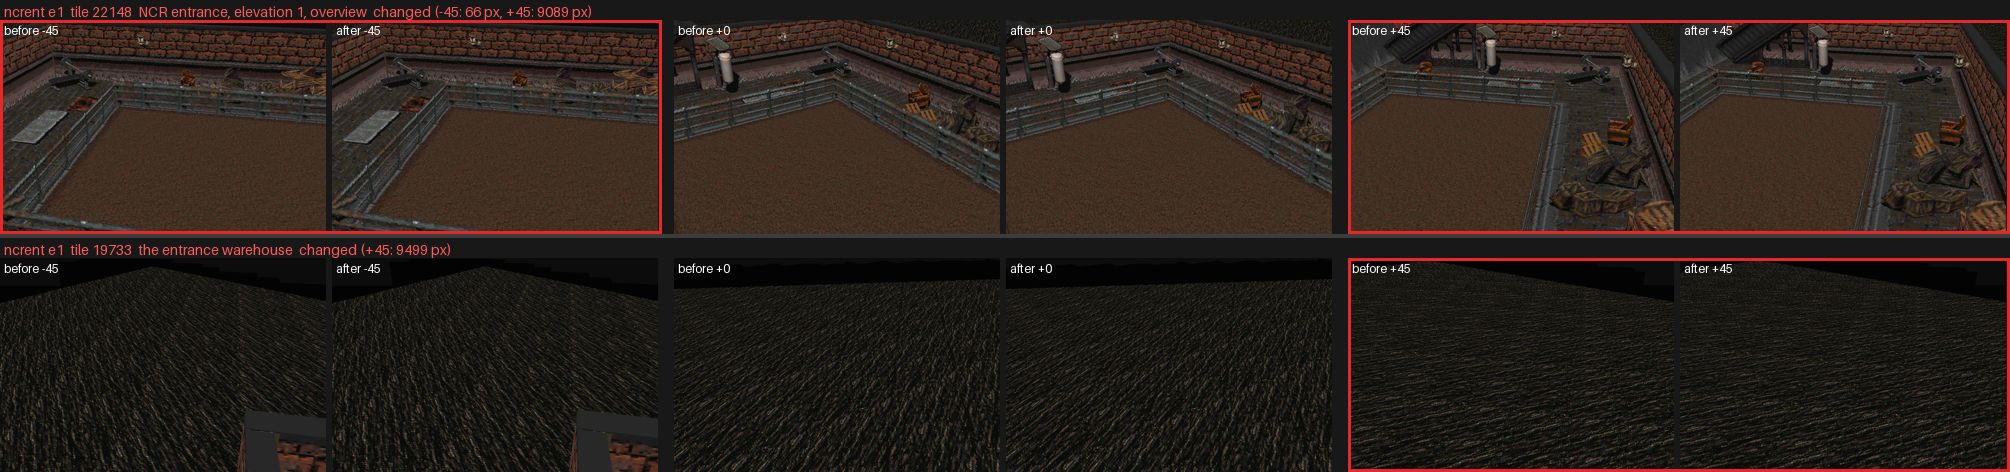 ncrent e1 tile 22148 NCR entrance, elevation 1, overview changed (-45: 66 px, +45: 9089 px)
before -45
after -45
before +0
after +0
before +45
after +45
ncrent e1 tile 19733 the entrance warehouse changed (+45: 9499 px)
before -45
after -45
before +0
after +0
before +45
after +45